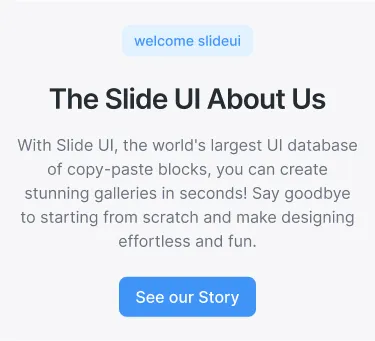 welcome slideui
The Slide UI About Us
With Slide UI, the world's largest UI database
of copy-paste blocks, you can create
stunning galleries in seconds! Say goodbye
to starting from scratch and make designing
effortless and fun.
See our Story